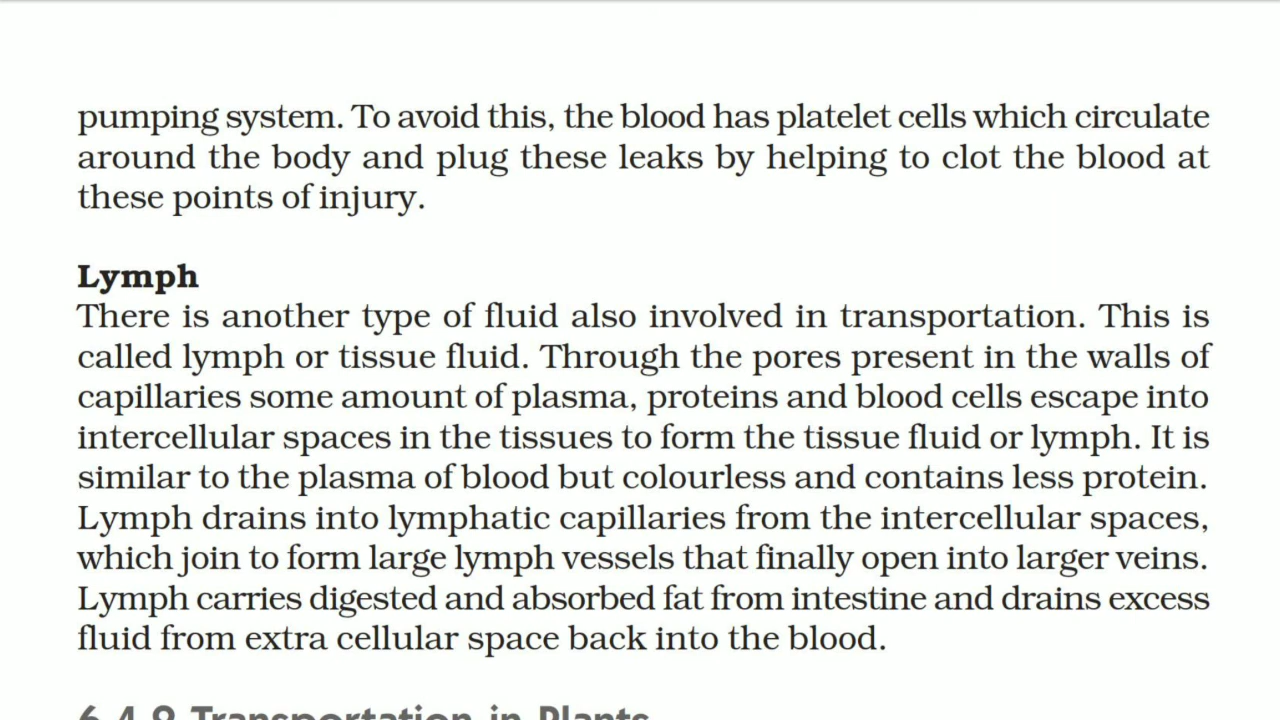 pumping system. To avoid this, the blood has platelet cells which circulate
around the body and plug these leaks by helping to clot the blood at
these points of injury.
Lymph
There is another type of fluid also involved in transportation. This is
called lymph or tissue fluid. Through the pores present in the walls of
capillaries some amount of plasma, proteins and blood cells escape into
intercellular spaces in the tissues to form the tissue fluid or lymph. It is
similar to the plasma of blood but colourless and contains less protein.
Lymph drains into lymphatic capillaries from the intercellular spaces,
which join to form large lymph vessels that finally open into larger veins.
Lymph carries digested and absorbed fat from intestine and drains excess
fluid from extra cellular space back into the blood.
Transportation in Plants